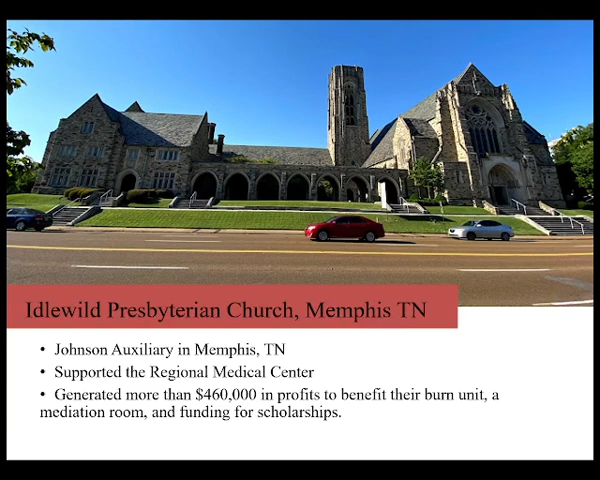 Idlewild Presbyterian Church, Memphis TN
• Johnson Auxiliary in Memphis, TN
• Supported the Regional Medical Center
• Generated more than $460,000 in profits to benefit their burn unit, a
mediation room, and funding for scholarships.